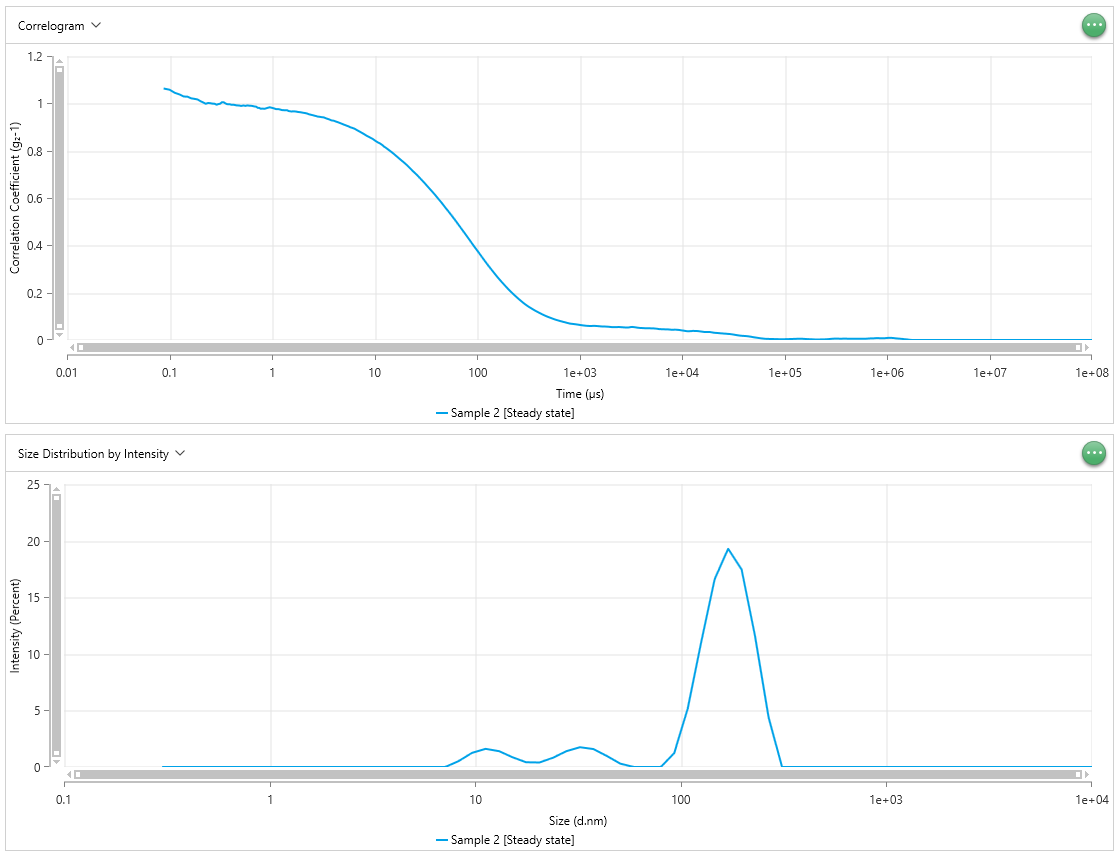 Correlogram
1.2
1
0.8
0.6
0.4
0.2
0
Correlation Coefficient (g₂-1)
0.01 0.1 1 10 100 1e+03 1e+04 1e+05 1e+06 1e+07 1e+08
Time (µs)
Sample 2 [Steady state]
Size Distribution by Intensity
25
20
15
10
5
0
Intensity (Percent)
0.1 1 10 100 1e+03 1e+04
Size (d.nm)
Sample 2 [Steady state]